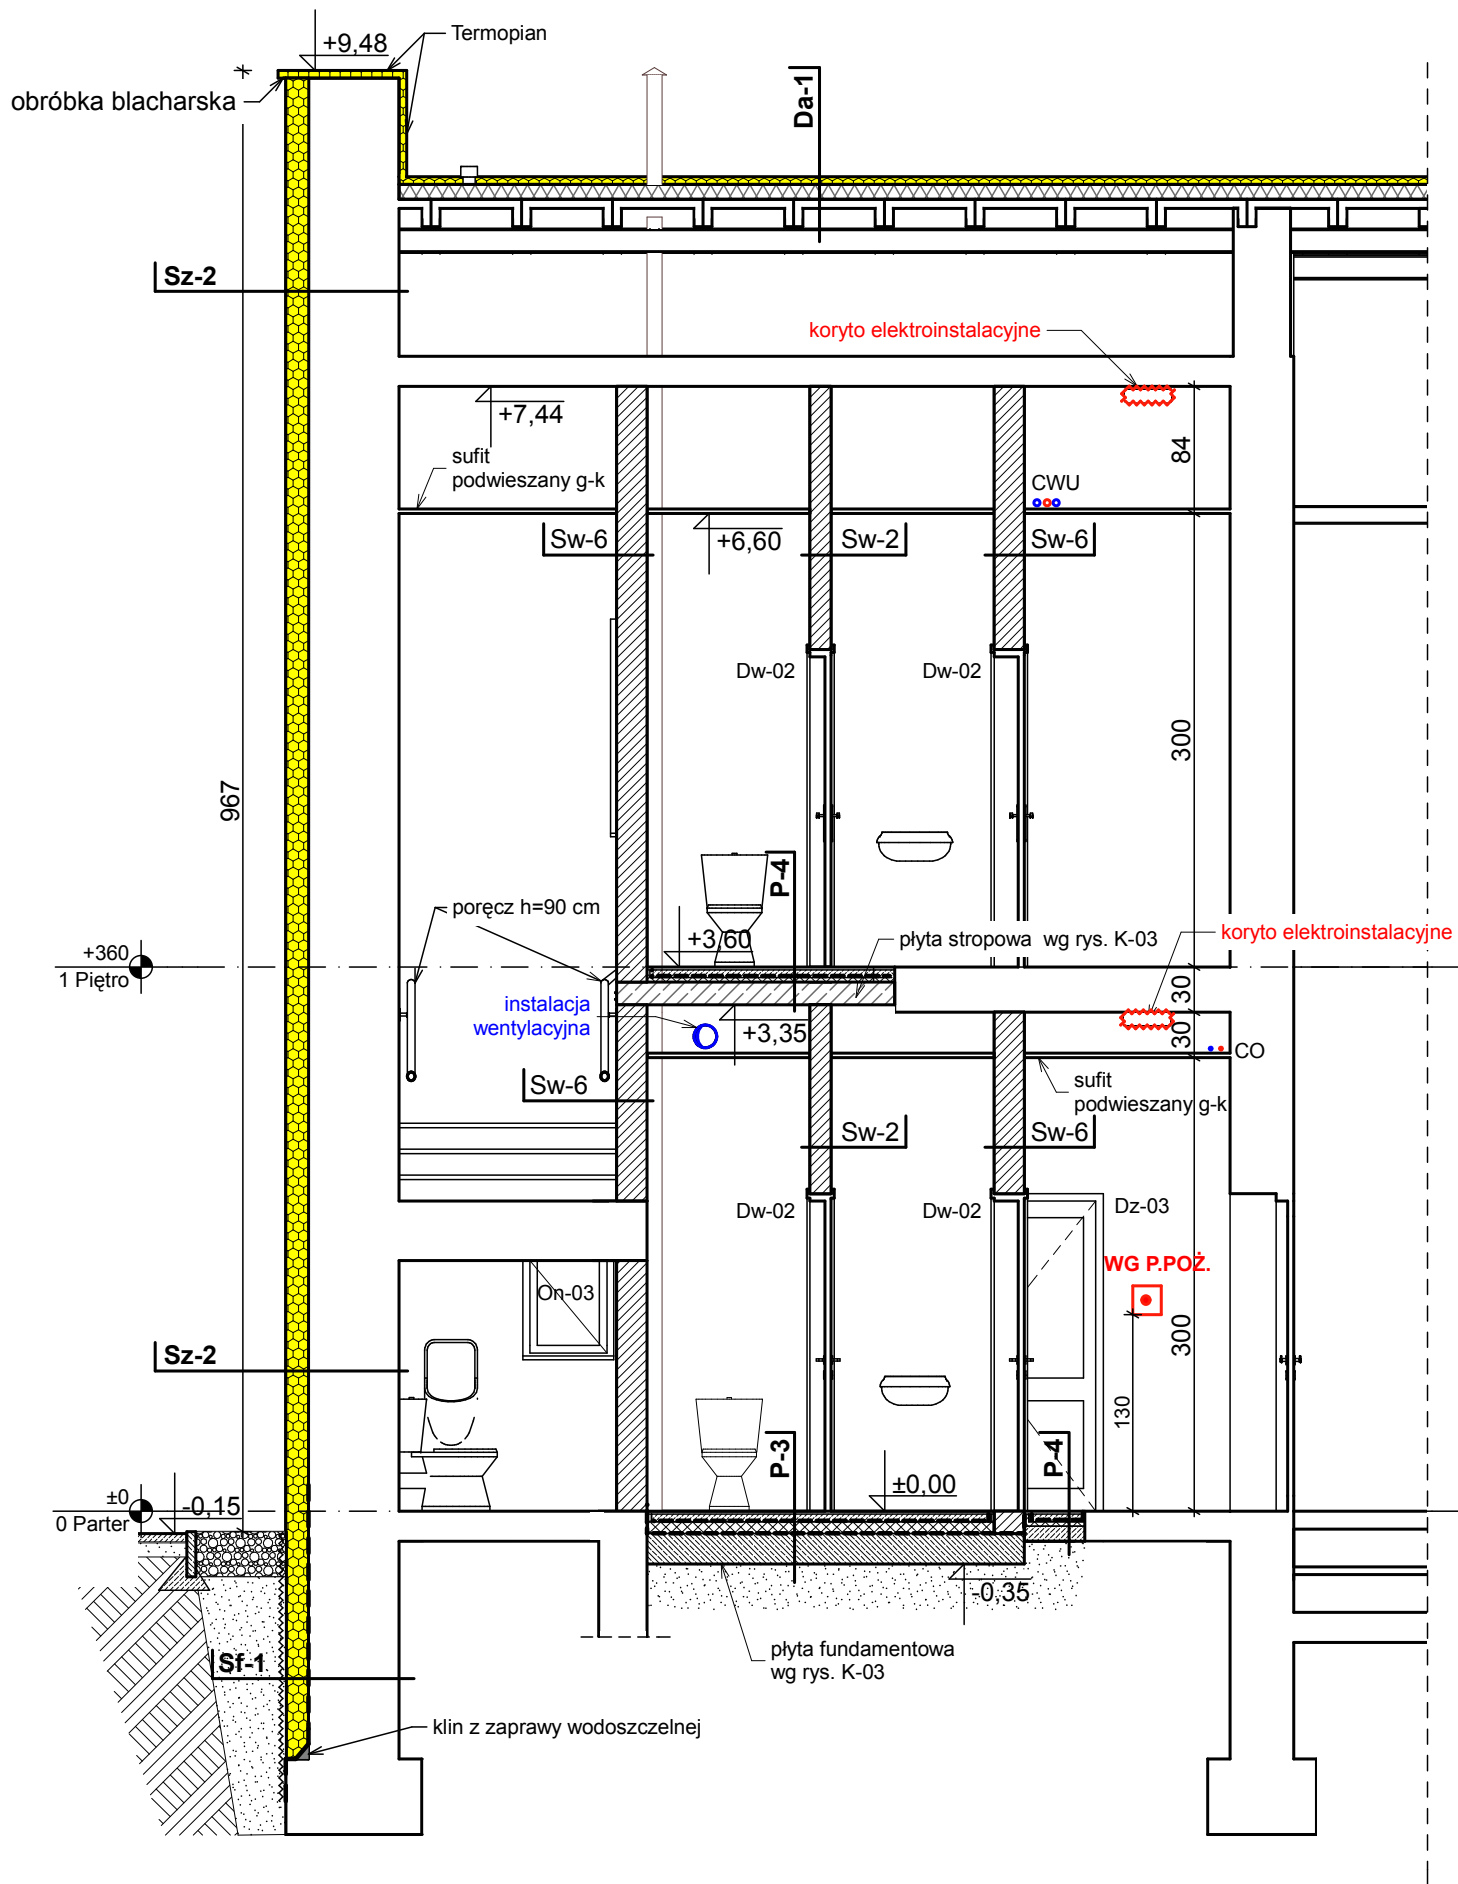 +9,48
Termopian
obróbka blacharska
Da-1
Sz-2
koryto elektroinstalacyjne
+7,44
84
sufit
podwieszany g-k
CWU
Sw-6
+6,60
Sw-2
Sw-6
Dw-02
Dw-02
300
967
P-4
poręcz h=90 cm
+3,60
płyta stropowa wg rys. K-03
koryto elektroinstalacyjne
+360
1 Piętro
30
instalacja
wentylacyjna
+3,35
30
CO
Sw-6
sufit
podwieszany g-k
Sw-2
Sw-6
Dw-02
Dw-02
Dz-03
WG P.POŻ.
On-03
300
Sz-2
130
P-3
P-4
±0,00
±0
0 Parter
-0,15
-0,35
płyta fundamentowa
wg rys. K-03
Sf-1
klin z zaprawy wodoszczelnej